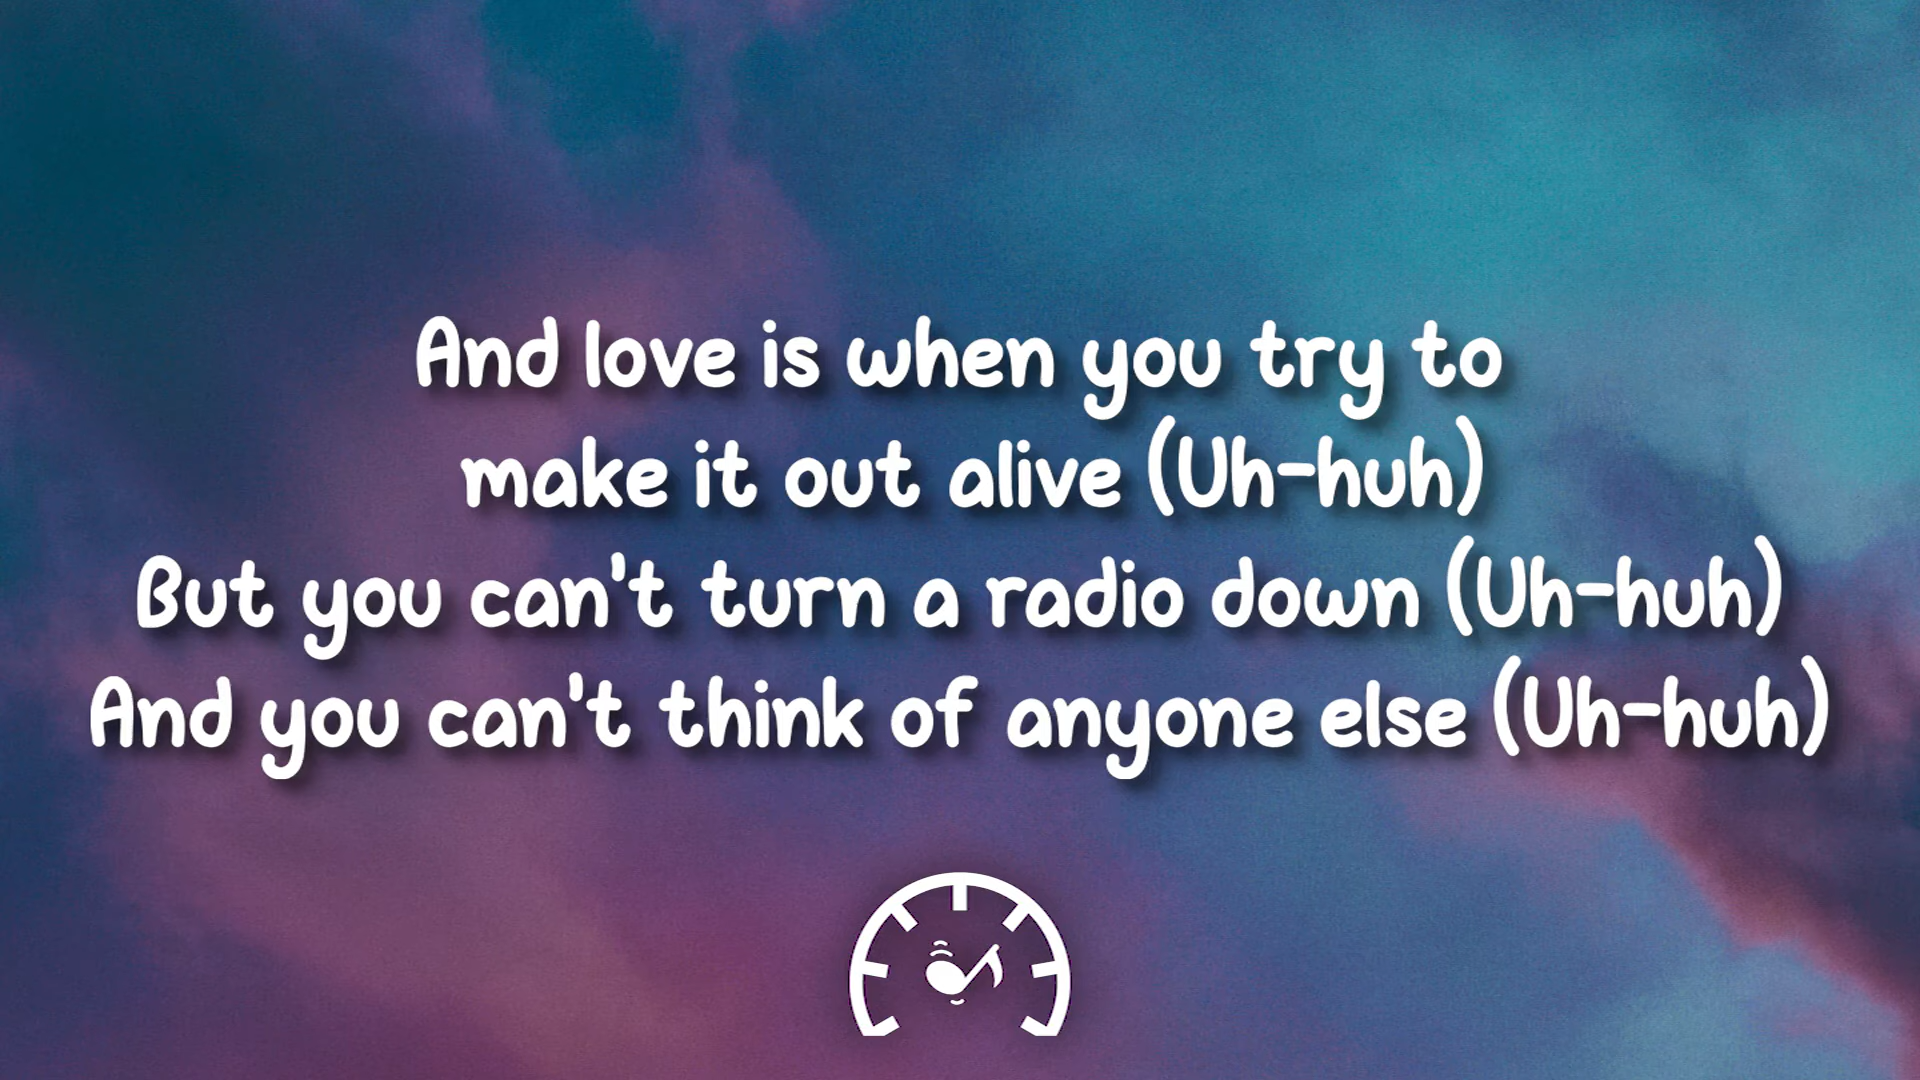 And love is when you try to
make it out alive (Uh-huh)
But you can't turn a radio down (Uh-huh)
And you can't think of anyone else (Uh-huh)